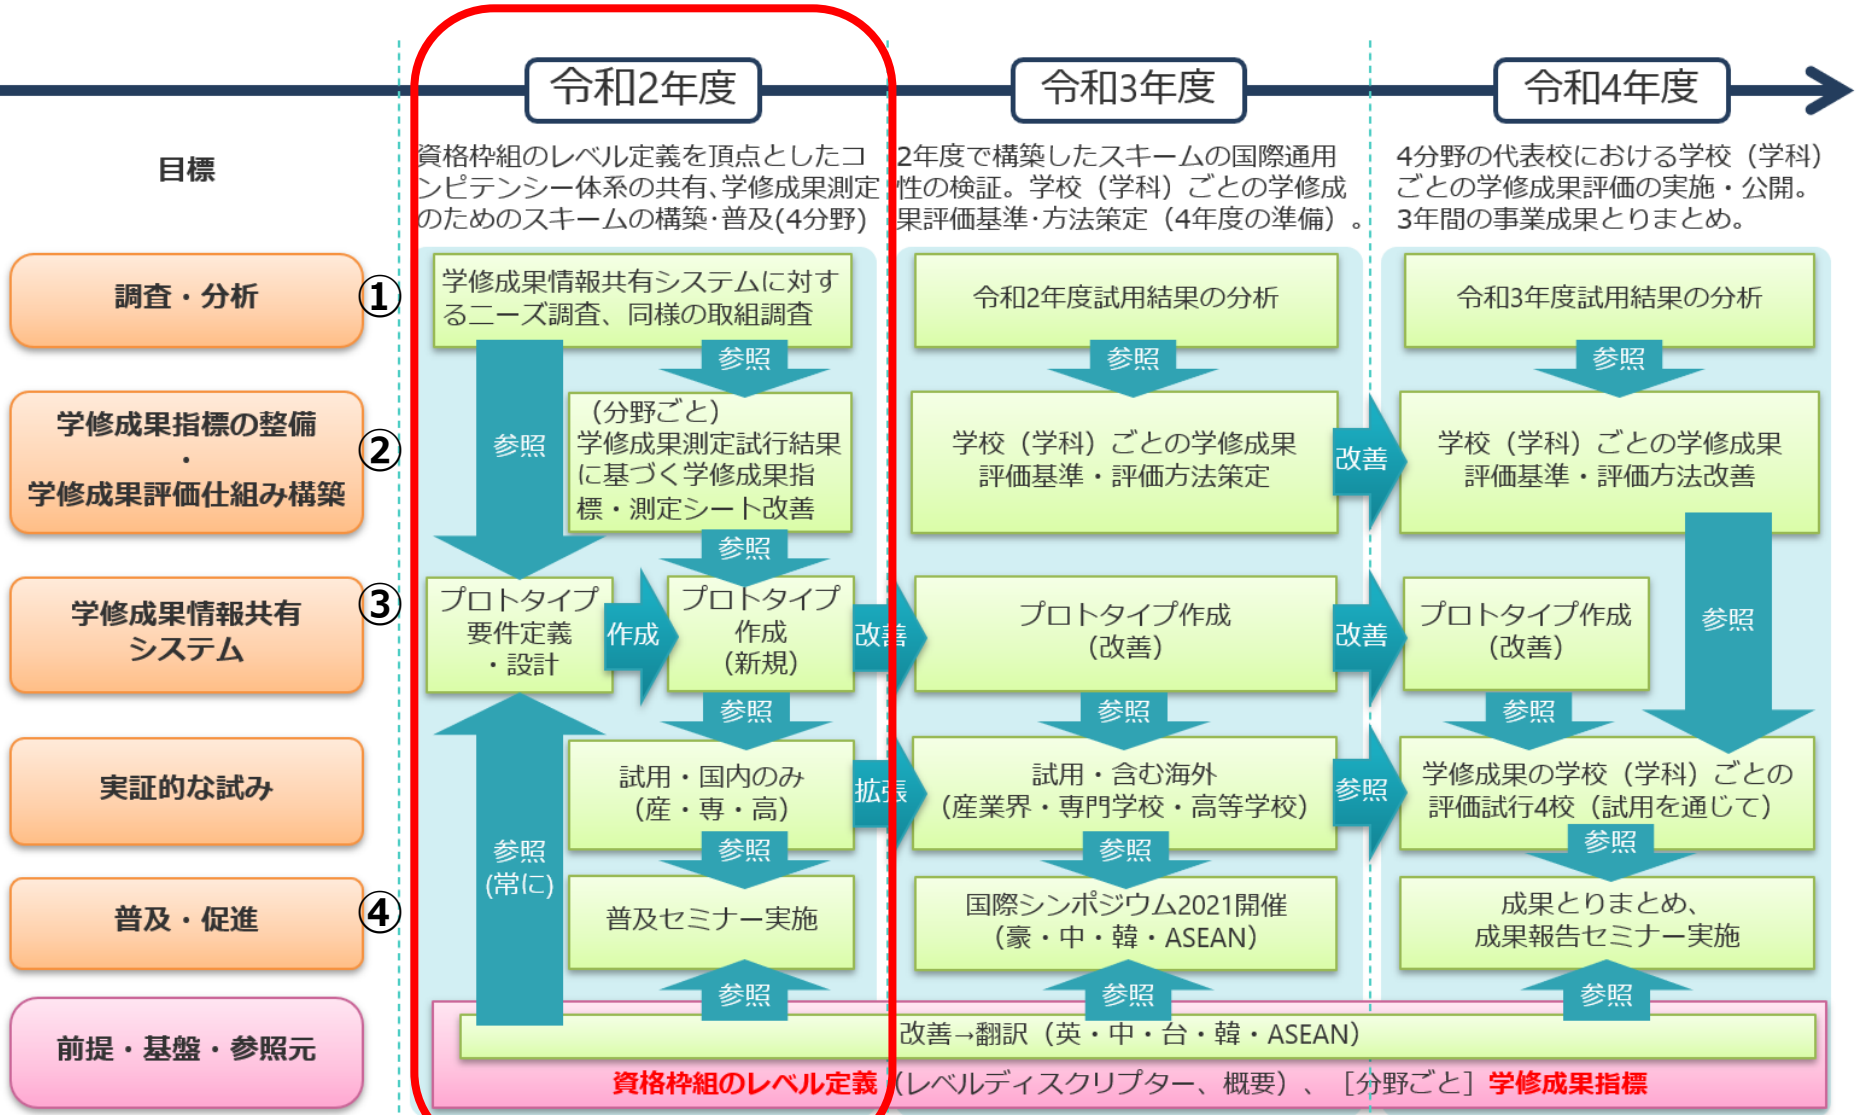 令和2年度
令和3年度
令和4年度
目標
資格枠組のレベル定義を頂点としたコ
ンピテンシー体系の共有、学修成果測定
のためのスキームの構築・普及(4分野)
2年度で構築したスキームの国際通用
性の検証。学校（学科）ごとの学修成
果評価基準・方法策定（4年度の準備）。
4分野の代表校における学校（学科）
ごとの学修成果評価の実施・公開。
3年間の事業成果とりまとめ。
調査・分析
①
学修成果情報共有システムに対す
るニーズ調査、同様の取組調査
令和2年度試用結果の分析
令和3年度試用結果の分析
参照
参照
参照
学修成果指標の整備
・
学修成果評価仕組み構築
②
参照
（分野ごと）
学修成果測定試行結果
に基づく学修成果指
標・測定シート改善
学校（学科）ごとの学修成果
評価基準・評価方法策定
改善
学校（学科）ごとの学修成果
評価基準・評価方法改善
参照
学修成果情報共有
システム
③
プロトタイプ
要件定義
・設計
作成
プロトタイプ
作成
（新規）
改善
プロトタイプ作成
（改善）
改善
プロトタイプ作成
（改善）
参照
参照
参照
参照
実証的な試み
試用・国内のみ
（産・専・高）
拡張
試用・含む海外
（産業界・専門学校・高等学校）
参照
学修成果の学校（学科）ごとの
評価試行4校（試用を通じて）
参照
(常に)
参照
参照
参照
普及・促進
④
普及セミナー実施
国際シンポジウム2021開催
（豪・中・韓・ASEAN）
成果とりまとめ、
成果報告セミナー実施
参照
参照
参照
前提・基盤・参照元
改善→翻訳（英・中・台・韓・ASEAN）
資格枠組のレベル定義（レベルディスクリプター、概要）、［分野ごと］学修成果指標